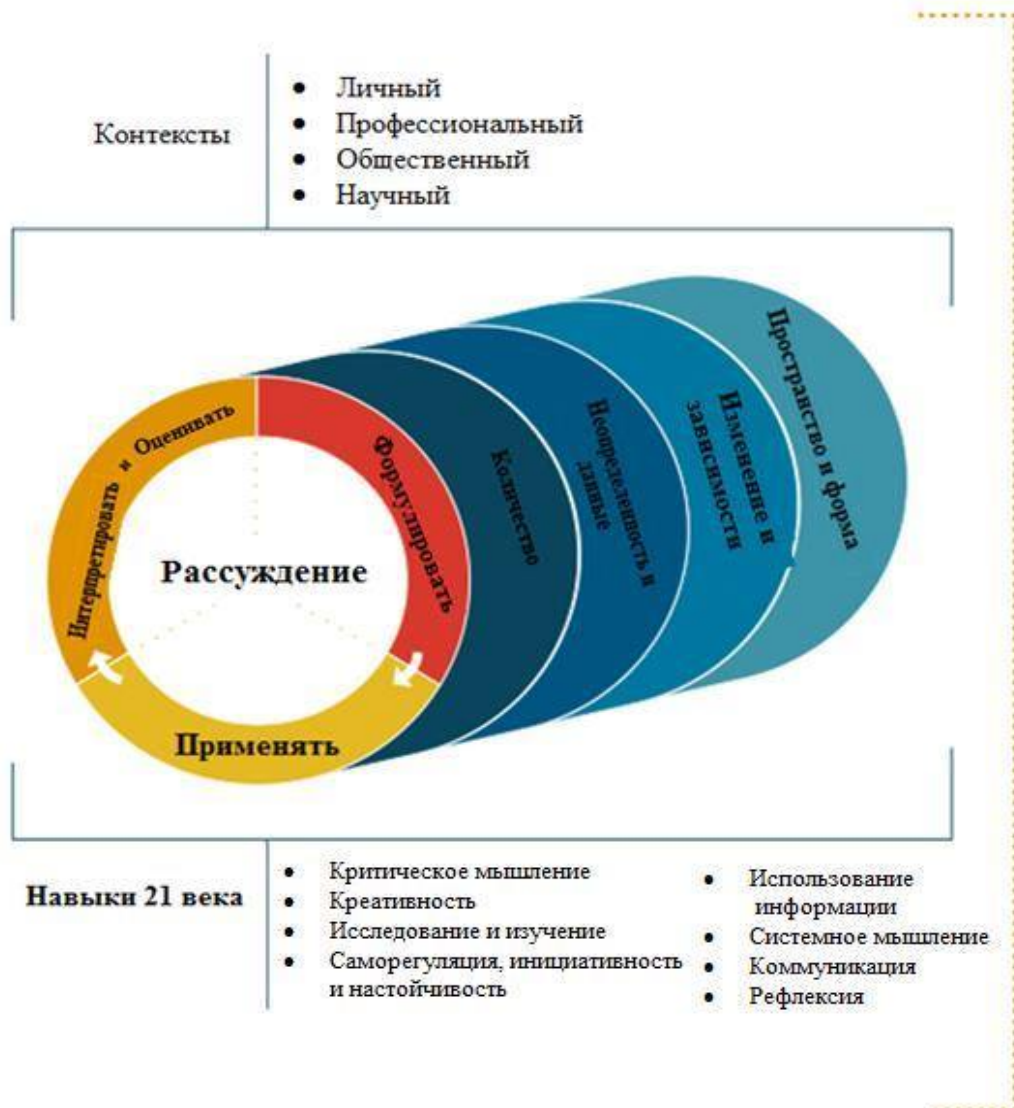 Контексты
• Личный
• Профессиональный
• Общественный
• Научный
Интерпретировать и Оценивать
Формулировать
Применять
Рассуждение
Количество
Неопределенность и
данные
Изменение и
зависимости
Пространство и форма
Навыки 21 века
• Критическое мышление
• Креативность
• Исследование и изучение
• Саморегуляция, инициативность
и настойчивость
• Использование
информации
• Системное мышление
• Коммуникация
• Рефлексия